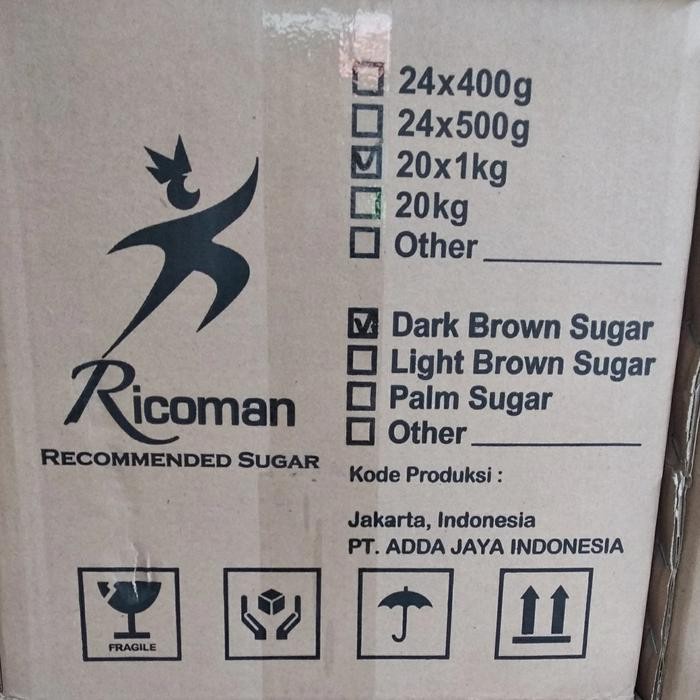 24x400g
24x500g
20x1kg
20kg
Other
Dark Brown Sugar
Light Brown Sugar
Palm Sugar
Other
Ricoman
RECOMMENDED SUGAR
Kode Produksi :
Jakarta, Indonesia
PT. ADDA JAYA INDONESIA
FRAGILE